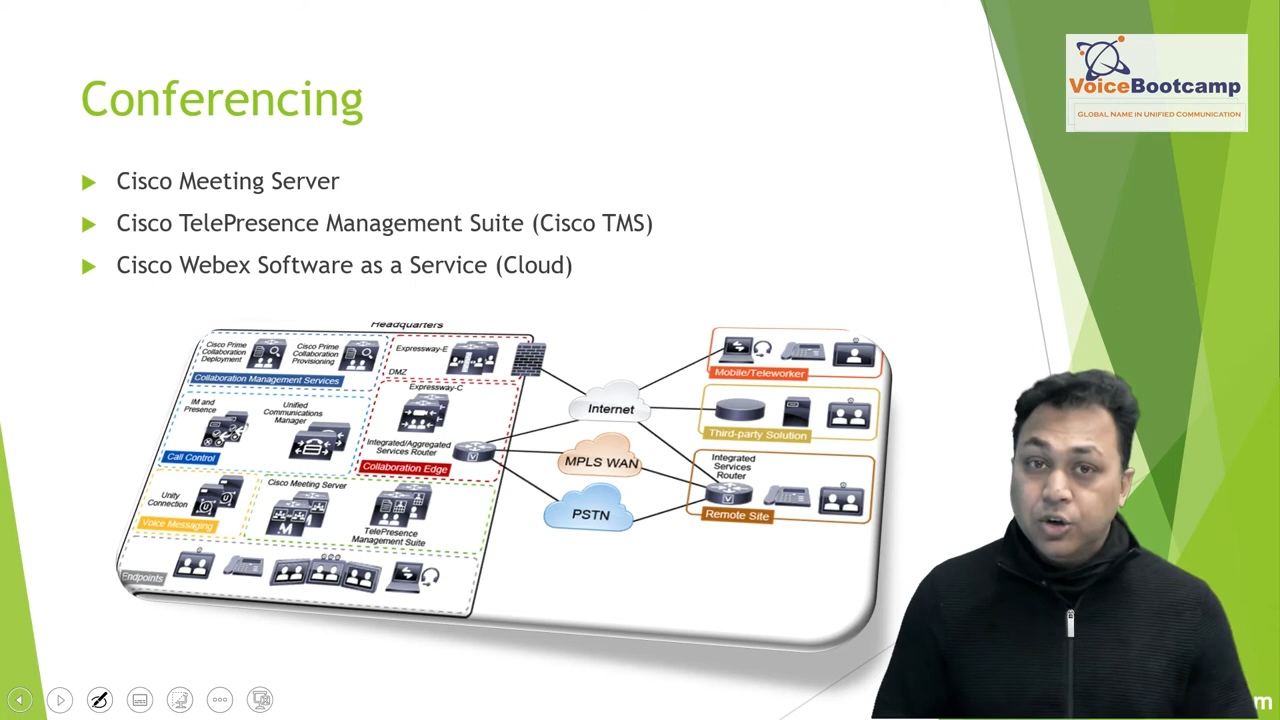 Conferencing
VoiceBootcamp
GLOBAL NAME IN UNIFIED COMMUNICATION
Cisco Meeting Server
Cisco TelePresence Management Suite (Cisco TMS)
Cisco Webex Software as a Service (Cloud)
Headquarters
Cisco Prime
Collaboration
Deployment
Cisco Prime
Collaboration
Provisioning
Collaboration Management Services
Expressway-E
DMZ
IM and
Presence
Unified
Communications
Manager
Call Control
Expressway-C
Integrated/Aggregated
Services Router
V
Collaboration Edge
Unity
Connection
U
U
Voice Messaging
Cisco Meeting Server
M
TelePresence
Management Suite
Endpoints
Internet
MPLS WAN
PSTN
Mobile/Teleworker
Third-party Solution
Integrated
Services
Router
V
Remote Site
m